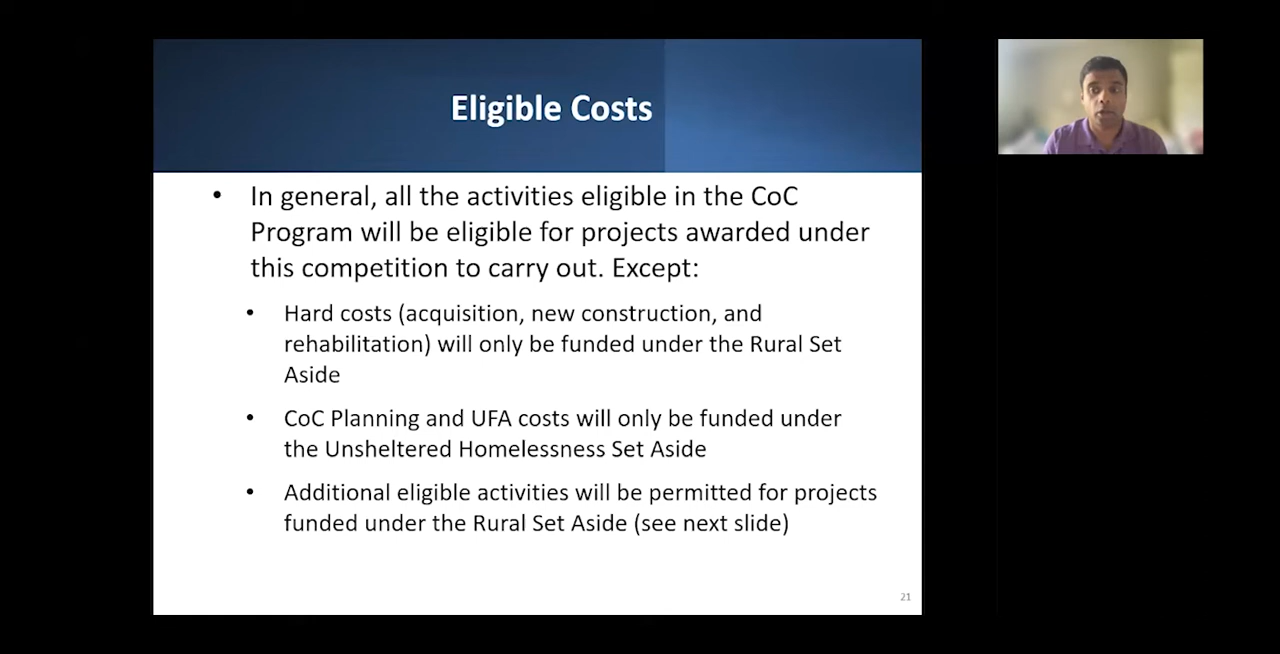 Eligible Costs
• In general, all the activities eligible in the CoC
Program will be eligible for projects awarded under
this competition to carry out. Except:
• Hard costs (acquisition, new construction, and
rehabilitation) will only be funded under the Rural Set
Aside
• CoC Planning and UFA costs will only be funded under
the Unsheltered Homelessness Set Aside
• Additional eligible activities will be permitted for projects
funded under the Rural Set Aside (see next slide)
21